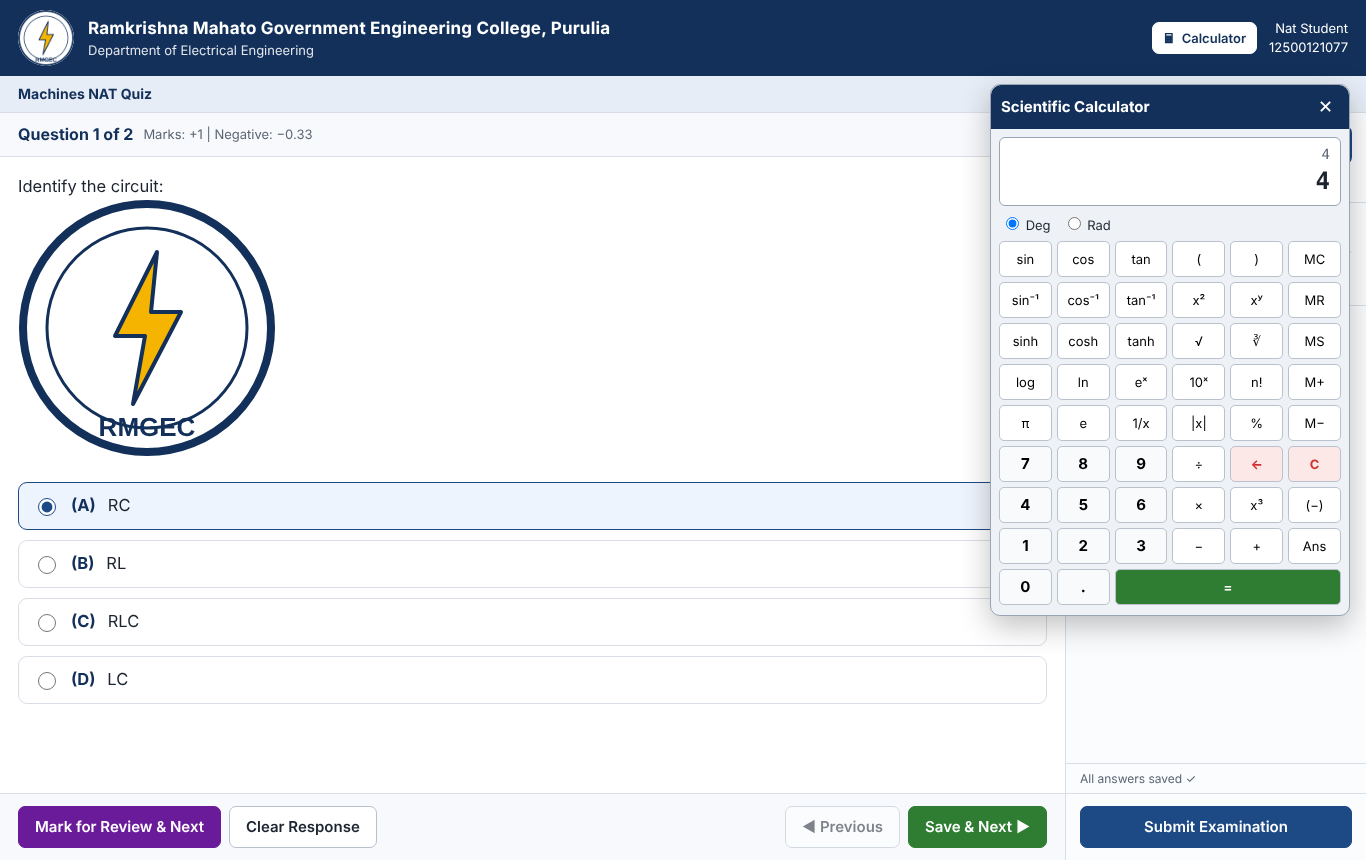 Ramkrishna Mahato Government Engineering College, Purulia
Department of Electrical Engineering
RMGEC
Calculator
Nat Student
12500121077
Machines NAT Quiz
Question 1 of 2 Marks: +1 | Negative: −0.33
Identify the circuit:
RMGEC
(A) RC
(B) RL
(C) RLC
(D) LC
Scientific Calculator ✕
4
4
Deg Rad
sin cos tan ( ) MC
sin⁻¹ cos⁻¹ tan⁻¹ x² xʸ MR
sinh cosh tanh √ ∛ MS
log ln eˣ 10ˣ n! M+
π e 1/x |x| % M−
7 8 9 ÷ ← C
4 5 6 × x³ (−)
1 2 3 − + Ans
0 . =
All answers saved ✓
Mark for Review & Next Clear Response ◀ Previous Save & Next ▶ Submit Examination